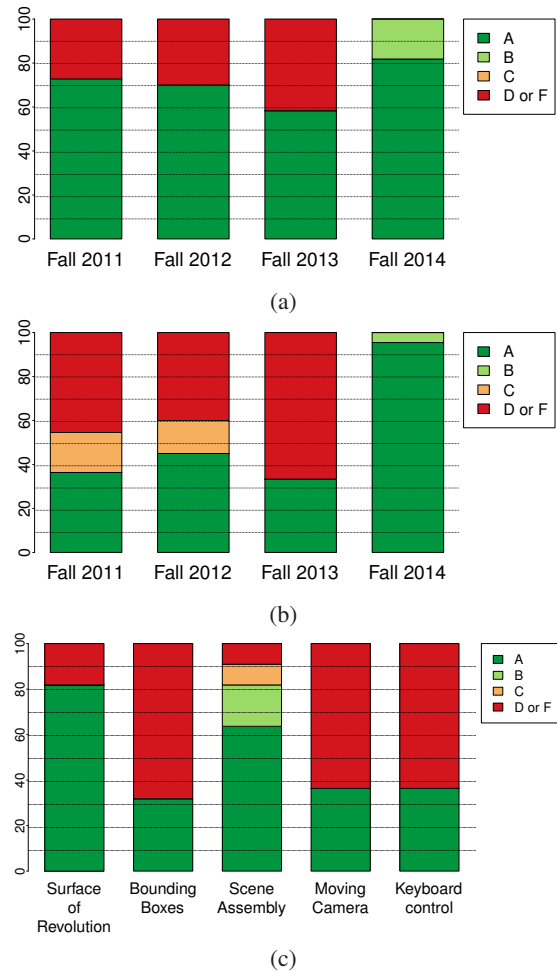 100
80
60
40
20
0
A
B
C
D or F
Fall 2011 Fall 2012 Fall 2013 Fall 2014
(a)
100
80
60
40
20
0
A
B
C
D or F
Fall 2011 Fall 2012 Fall 2013 Fall 2014
(b)
100
80
60
40
20
0
A
B
C
D or F
Surface
of
Revolution
Bounding
Boxes
Scene
Assembly
Moving
Camera
Keyboard
control
(c)